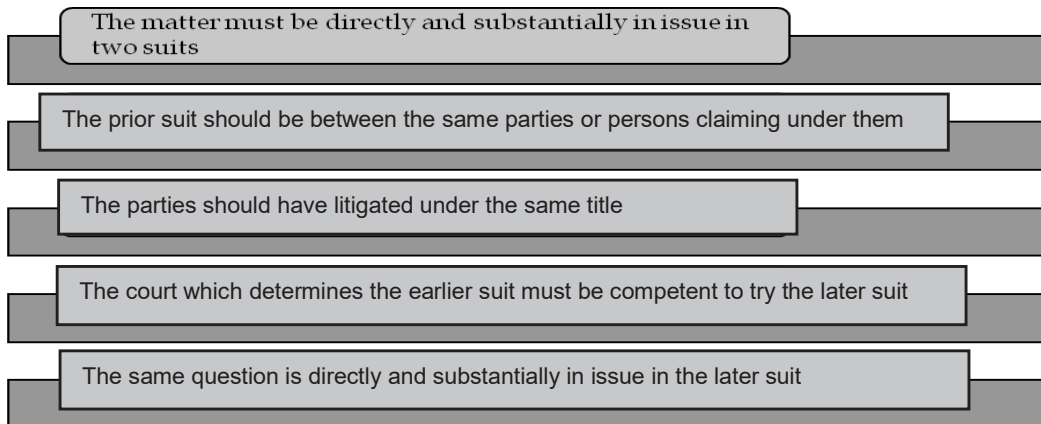 The matter must be directly and substantially in issue in
two suits
The prior suit should be between the same parties or persons claiming under them
The parties should have litigated under the same title
The court which determines the earlier suit must be competent to try the later suit
The same question is directly and substantially in issue in the later suit